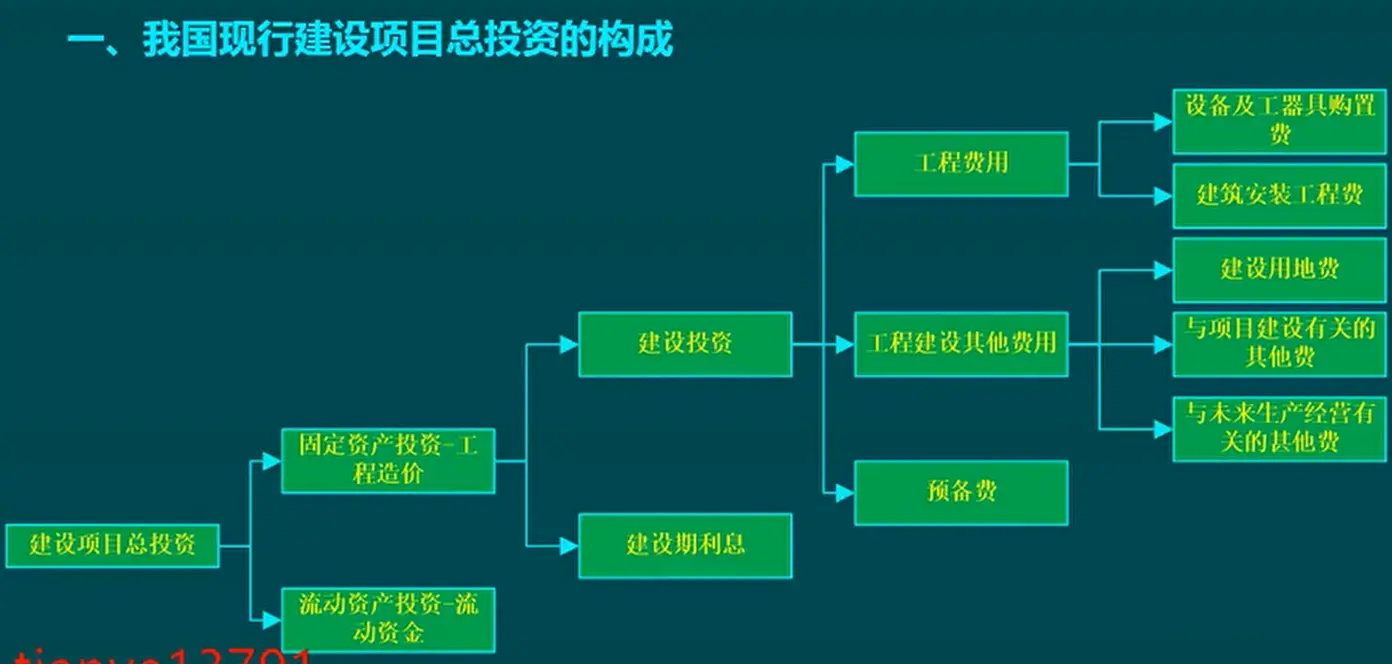 一、我国现行建设项目总投资的构成
设备及工器具购置
费
工程费用
建筑安装工程费
建设用地费
建设投资
工程建设其他费用
与项目建设有关的
其他费
与未来生产经营有
关的其他费
固定资产投资-工
程造价
预备费
建设项目总投资
建设期利息
流动资产投资-流
动资金